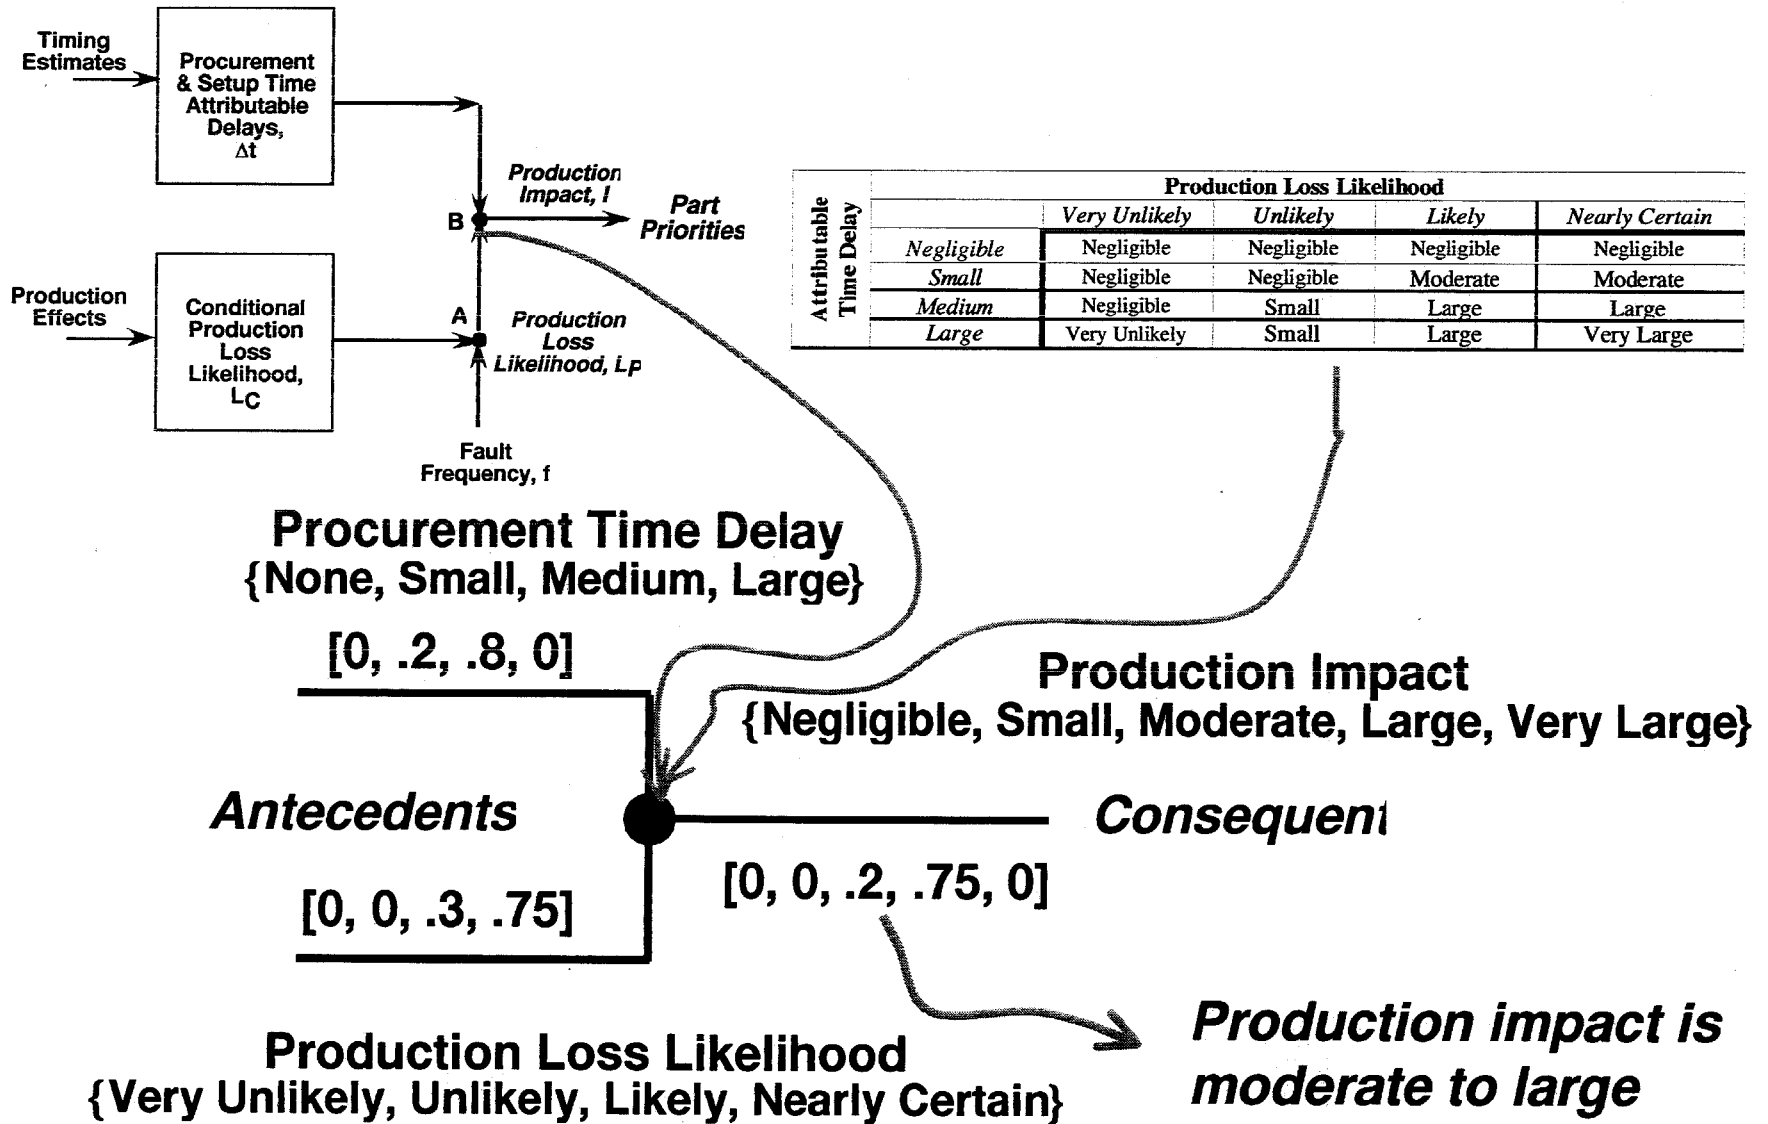 Timing
Estimates
Procurement
& Setup Time
Attributable
Delays,
Δt
Production
Impact, I
B
Part
Priorities
Production
Effects
Conditional
Production
Loss
Likelihood,
LC
A
Production
Loss
Likelihood, LP
Fault
Frequency, f
Attributable
Time Delay
Production Loss Likelihood
Very Unlikely Unlikely Likely Nearly Certain
Negligible Negligible Negligible Negligible Negligible
Small Negligible Negligible Moderate Moderate
Medium Negligible Small Large Large
Large Very Unlikely Small Large Very Large
Procurement Time Delay
{None, Small, Medium, Large}
[0, .2, .8, 0]
Production Impact
{Negligible, Small, Moderate, Large, Very Large}
Antecedents
Consequent
[0, 0, .3, .75]
[0, 0, .2, .75, 0]
Production Loss Likelihood
{Very Unlikely, Unlikely, Likely, Nearly Certain}
Production impact is
moderate to large